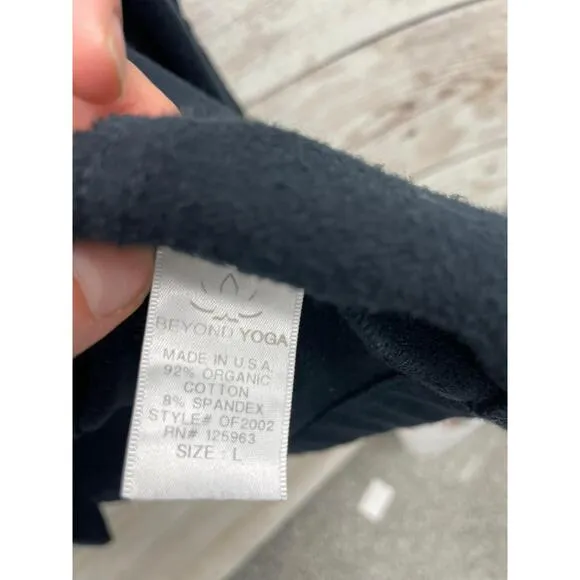 BEYOND YOGA
MADE IN U.S.A.
92% ORGANIC
COTTON
8% SPANDEX
STYLE# OF2002
RN# 125963
SIZE : L